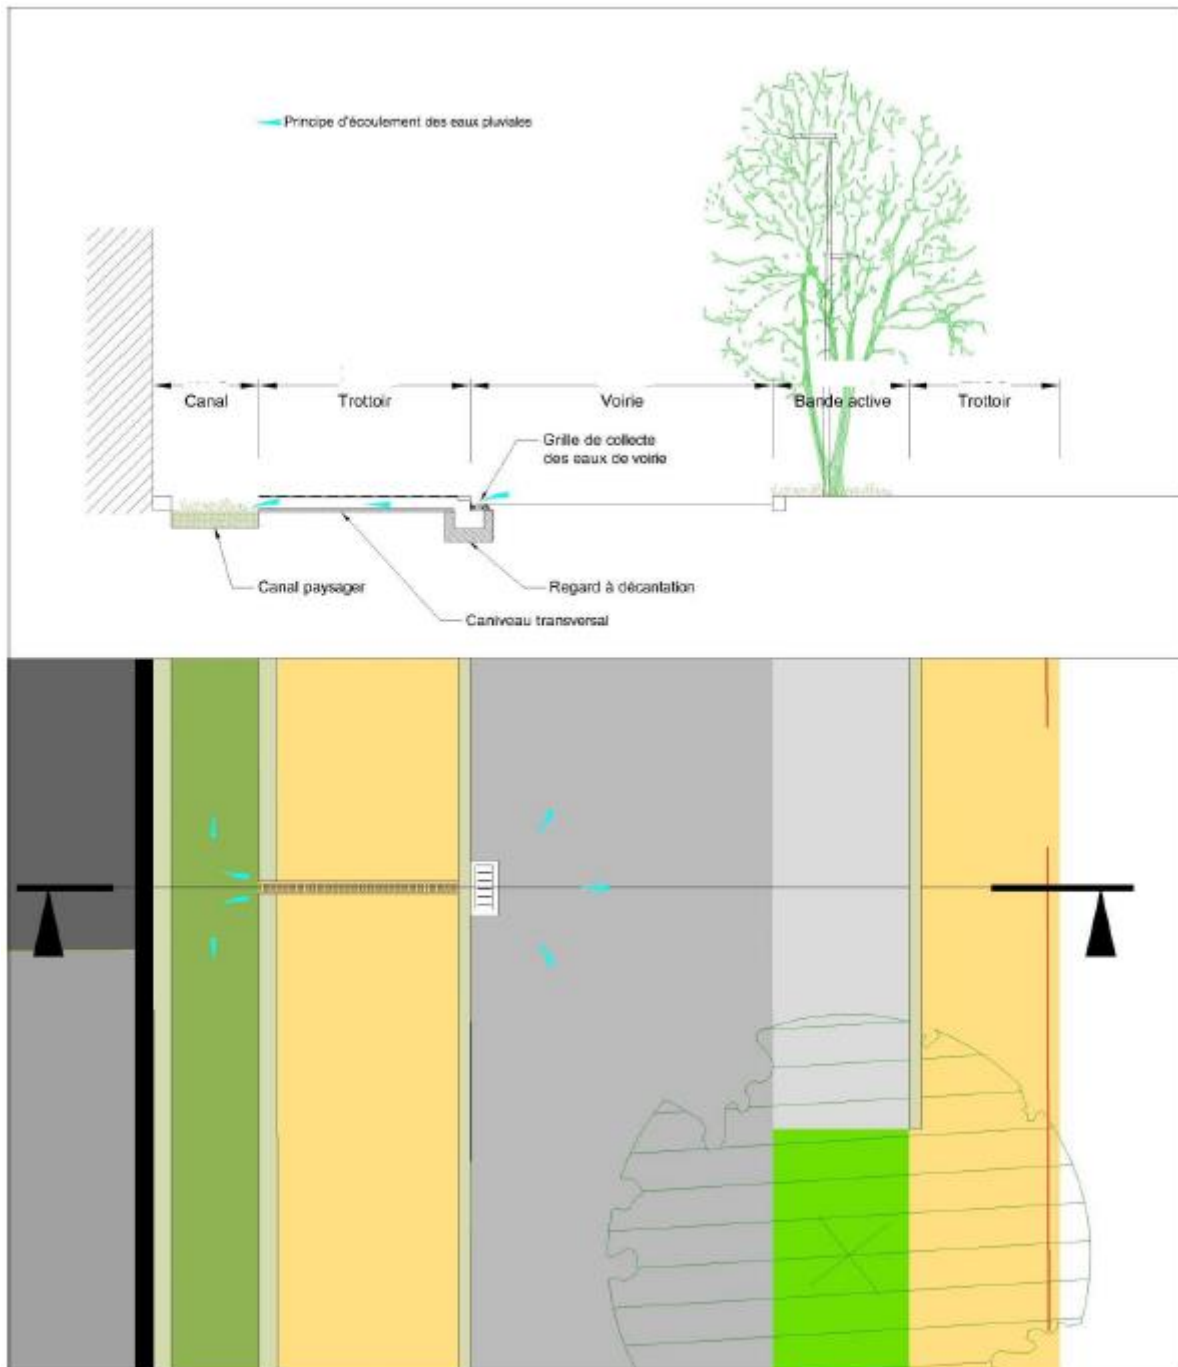 Principe d'écoulement des eaux pluviales
Canal
Trottoir
Voirie
Bande active
Trottoir
Grille de collecte
des eaux de voirie
Canal paysager
Regard à décantation
Caniveau transversal